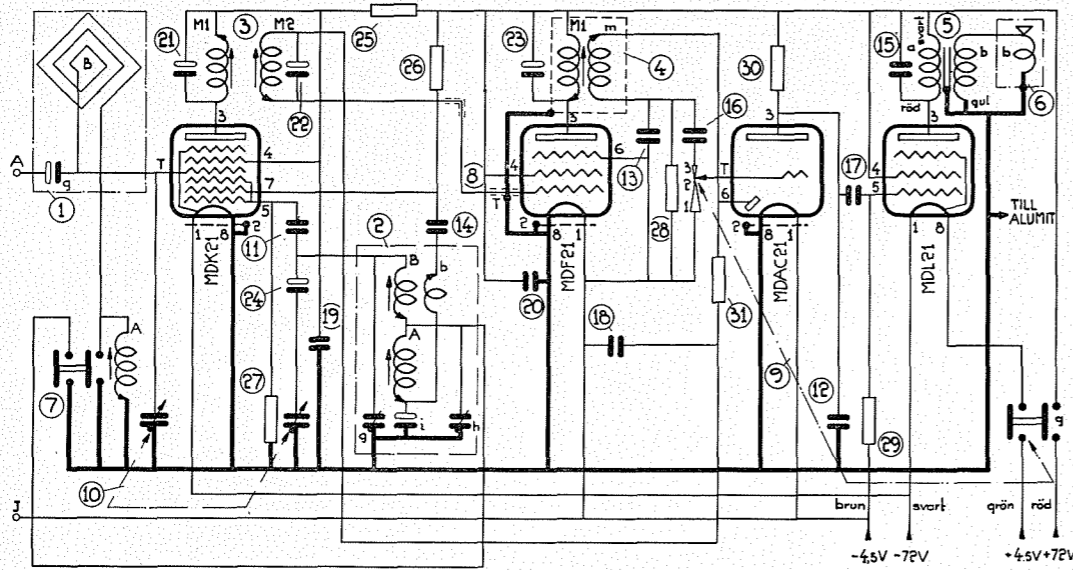 21 M1 3 M2
25
26
23 M1 m
4
30
15 a svart 5 b b
6
B
22
röd gul
16
3 5 3 3
A 1 g T
4
7
5
8 4 T 6
13
3
2
1
28
T
6
17
4
5
1 8 2
11
14
2 8 1
2 8 1
1 8
TILL
ALUMIT
MDK21
2
MDF21
MDAC21
MDL21
24
B b
20
31
19
A
18
9
7
A
27
12
29
g i h
g
10
J
brun svart grön röd
-4,5V -72V +4.5V +72V